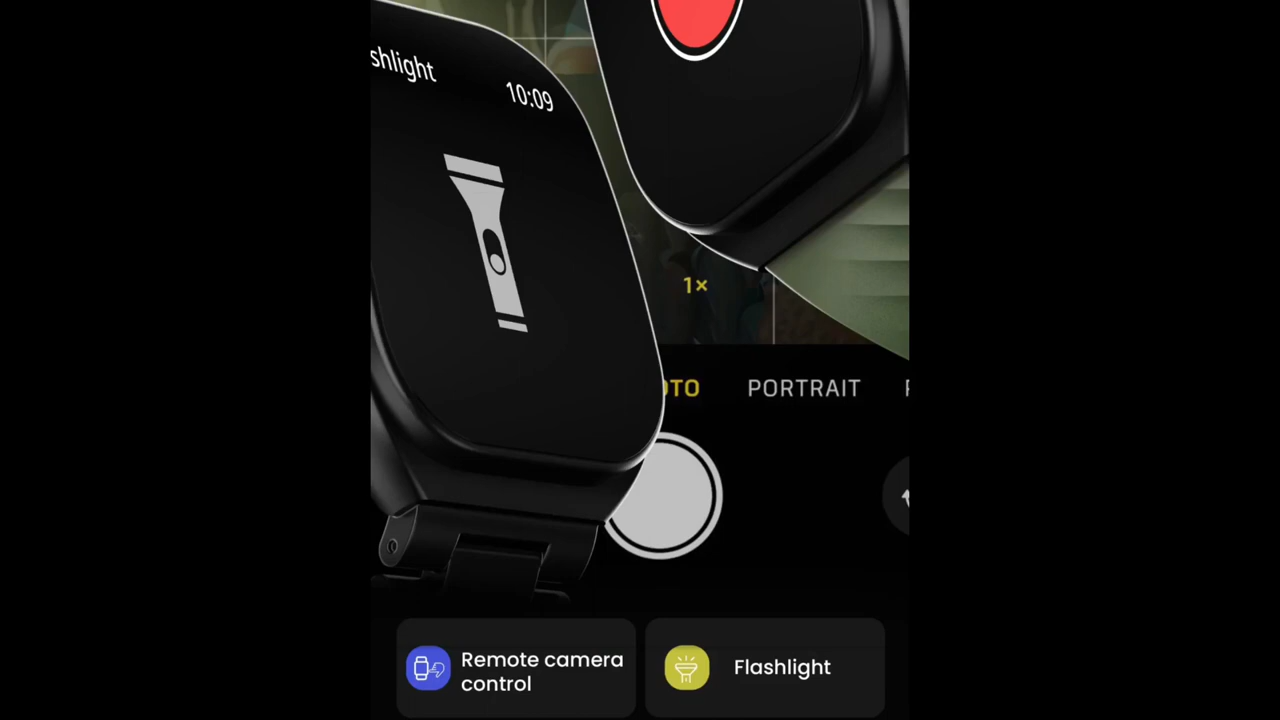 shlight
10:09
1×
OTO
PORTRAIT
Remote camera
control
Flashlight